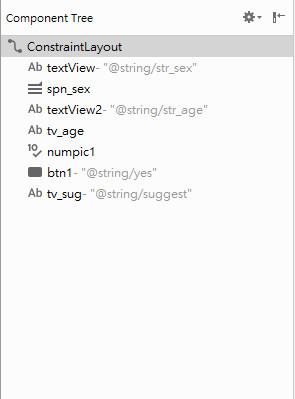 Component Tree
ConstraintLayout
Ab textView- "@string/str_sex"
spn_sex
Ab textView2- "@string/str_age"
Ab tv_age
10 numpic1
btn1- "@string/yes"
Ab tv_sug- "@string/suggest"